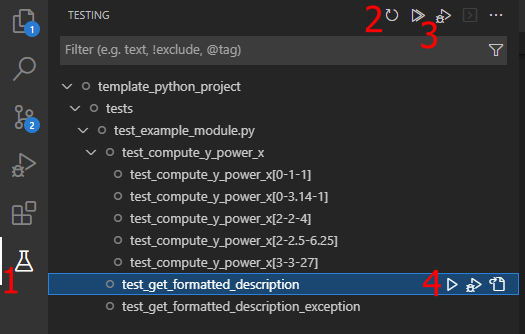 TESTING
2
3
1
Filter (e.g. text, !exclude, @tag)
template_python_project
tests
2
test_example_module.py
test_compute_y_power_x
test_compute_y_power_x[0-1-1]
test_compute_y_power_x[0-3.14-1]
test_compute_y_power_x[2-2-4]
test_compute_y_power_x[2-2.5-6.25]
test_compute_y_power_x[3-3-27]
1
test_get_formatted_description
4
test_get_formatted_description_exception